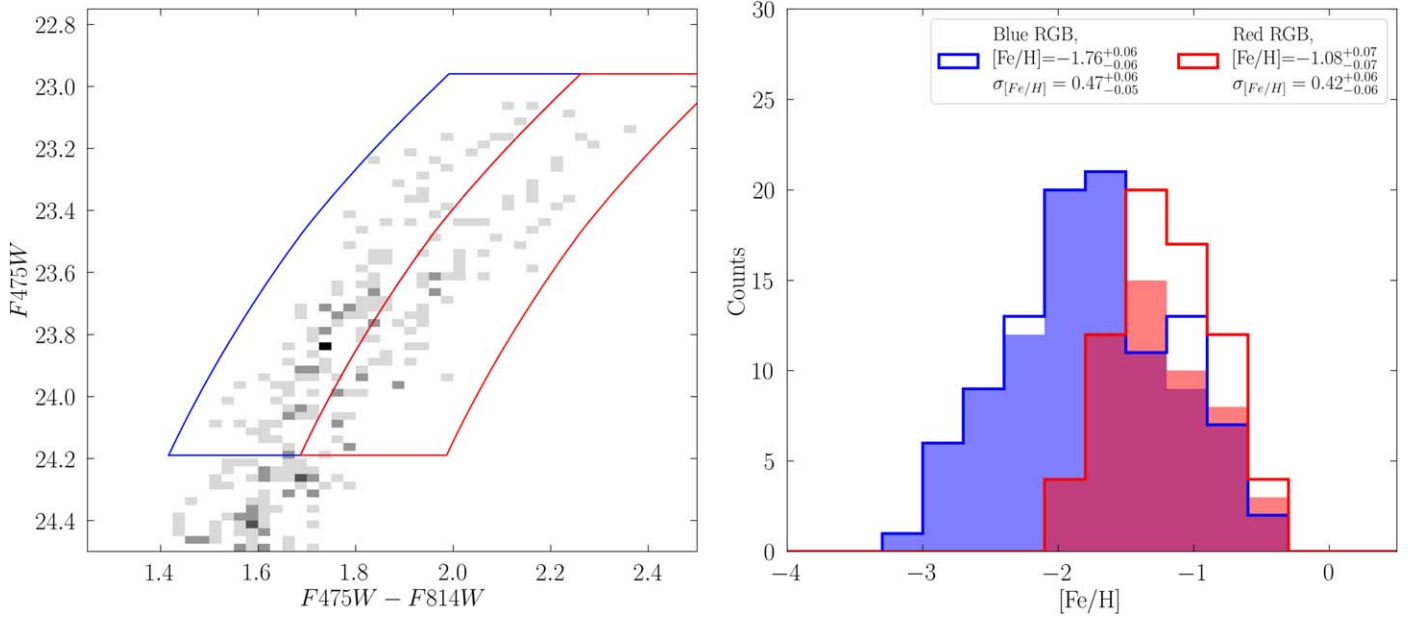 22.8
23.0
23.2
23.4
23.6
23.8
24.0
24.2
24.4
F475W
1.4 1.6 1.8 2.0 2.2 2.4
F475W − F814W
30
25
20
15
10
5
0
Counts
Blue RGB,
[Fe/H]=−1.76+0.06−0.06
σ[Fe/H] = 0.47+0.06−0.05
Red RGB,
[Fe/H]=−1.08+0.07−0.07
σ[Fe/H] = 0.42+0.06−0.06
−4 −3 −2 −1 0
[Fe/H]